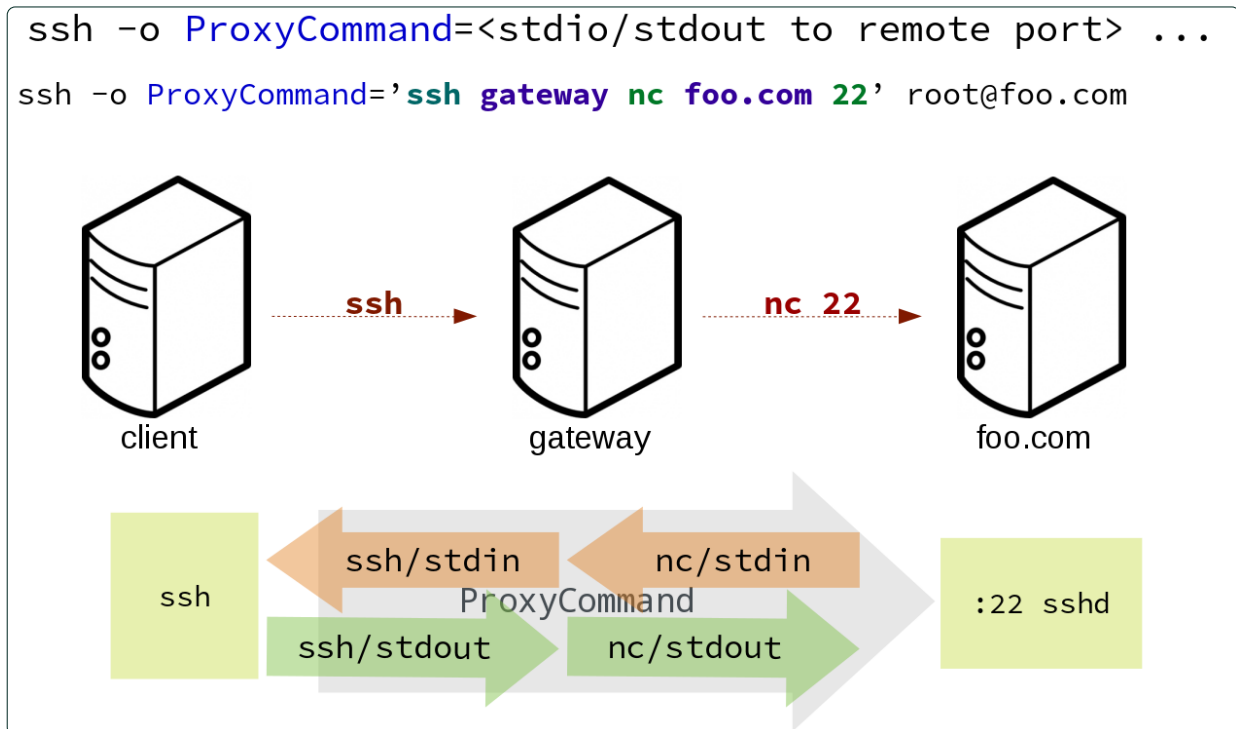 ssh -o ProxyCommand=<stdio/stdout to remote port> ...
ssh -o ProxyCommand=’ssh gateway nc foo.com 22’ root@foo.com
ssh
nc 22
client
gateway
foo.com
ssh/stdin
nc/stdin
ssh
ProxyCommand
:22 sshd
ssh/stdout
nc/stdout